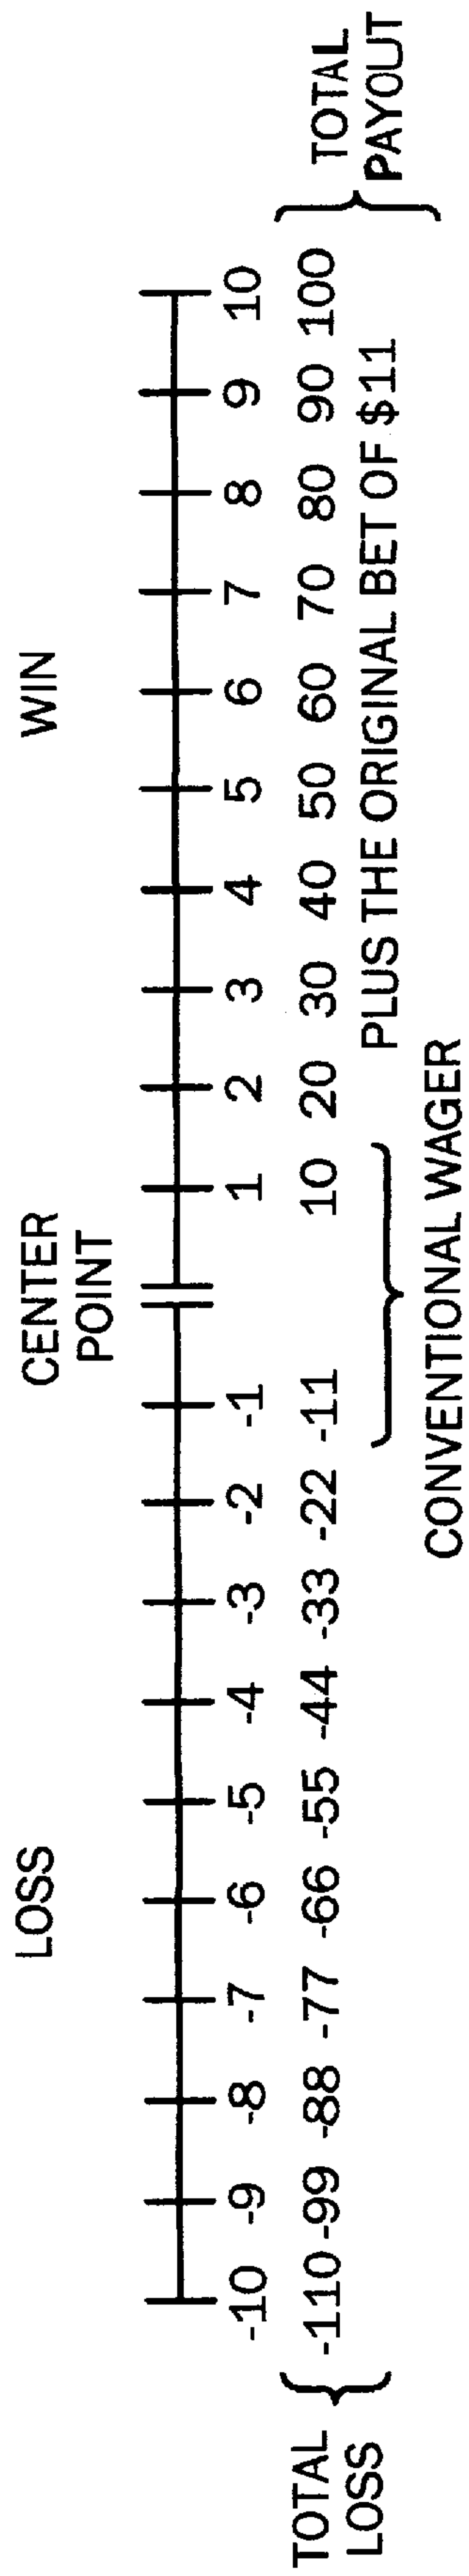 LOSS CENTER WIN
POINT
-10 -9 -8 -7 -6 -5 -4 -3 -2 -1 1 2 3 4 5 6 7 8 9 10
TOTAL
LOSS
-110 -99 -88 -77 -66 -55 -44 -33 -22 -11 10 20 30 40 50 60 70 80 90 100
TOTAL
PAYOUT
PLUS THE ORIGINAL BET OF $11
CONVENTIONAL WAGER